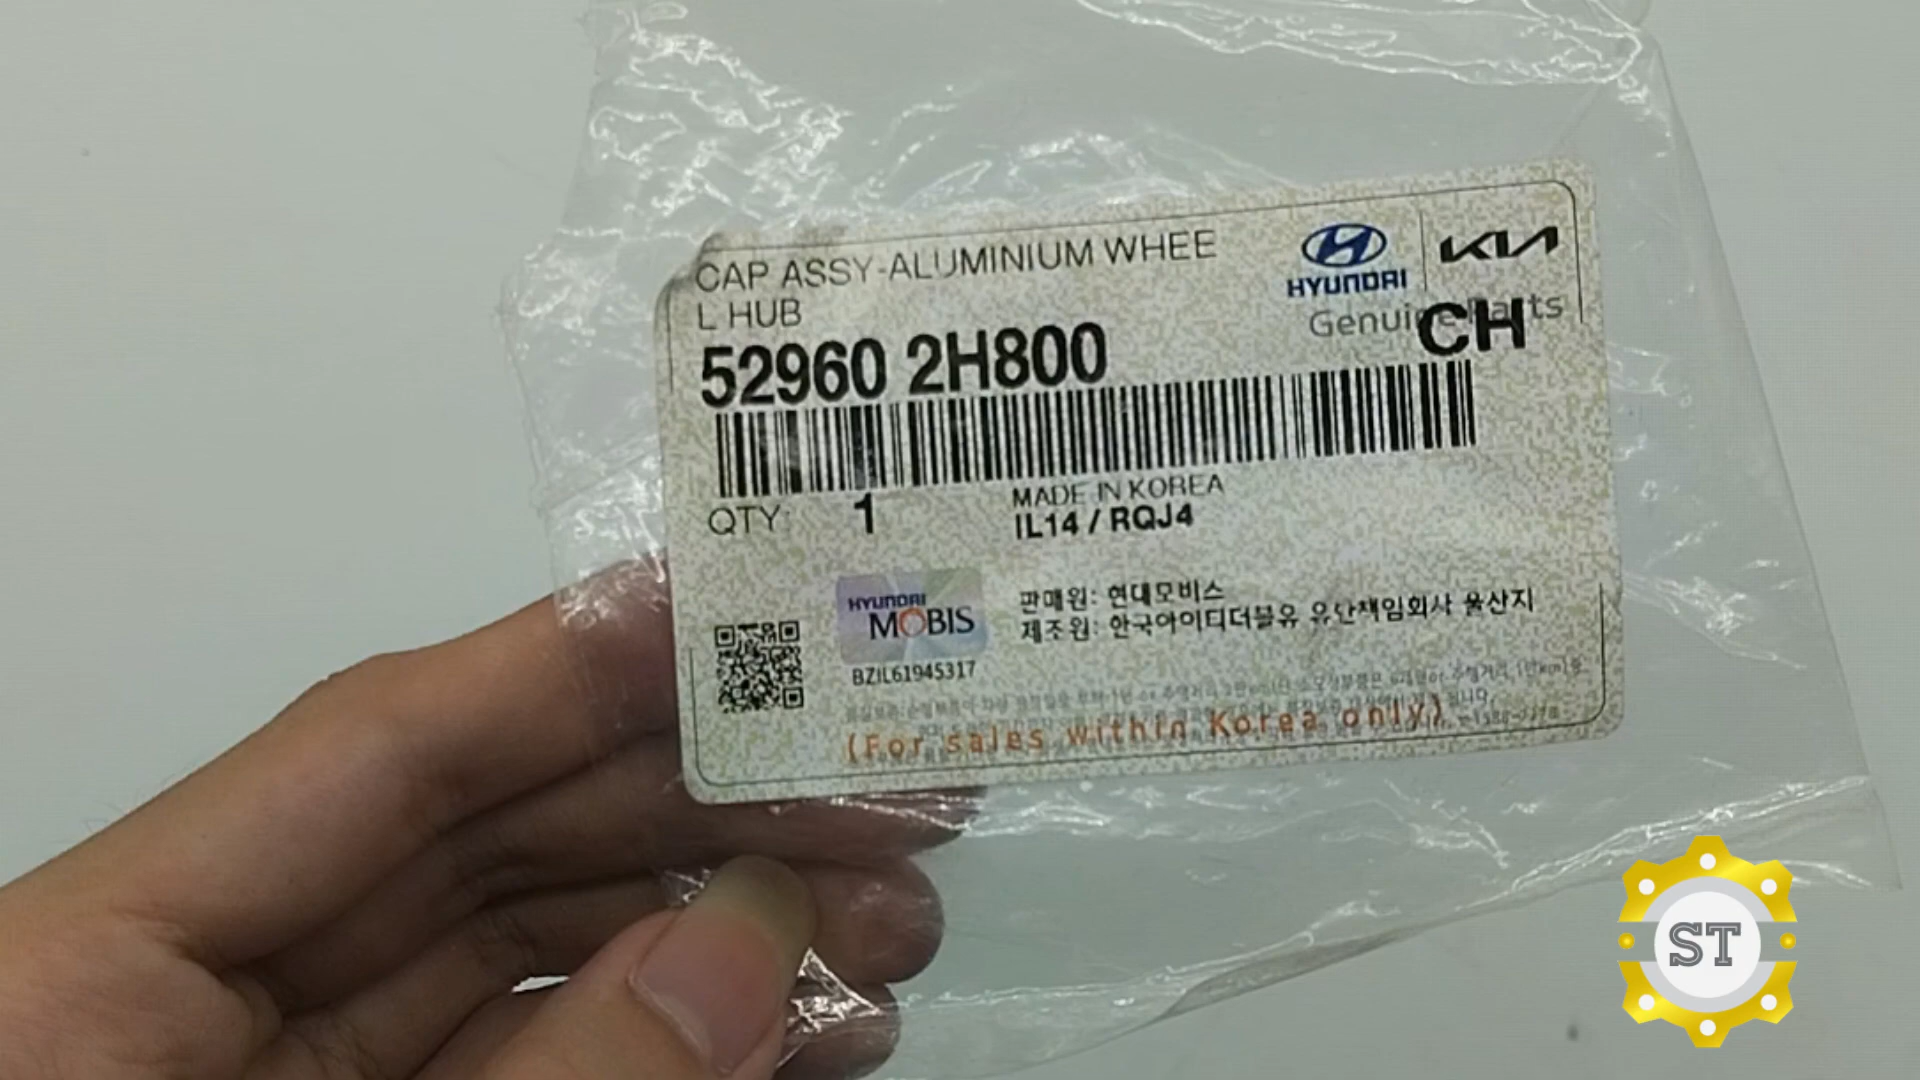 CAP ASSY-ALUMINIUM WHEE
L HUB
HYUNDAI
KIA
Genuine Parts
CH
52960 2H800
QTY: 1
MADE IN KOREA
IL14 / RQJ4
HYUNDAI
MOBIS
BZIL61945317
판매원: 현대모비스
제조원: 한국아이티더블유 유한책임회사 울산지
(For sales within Korea only)
ST